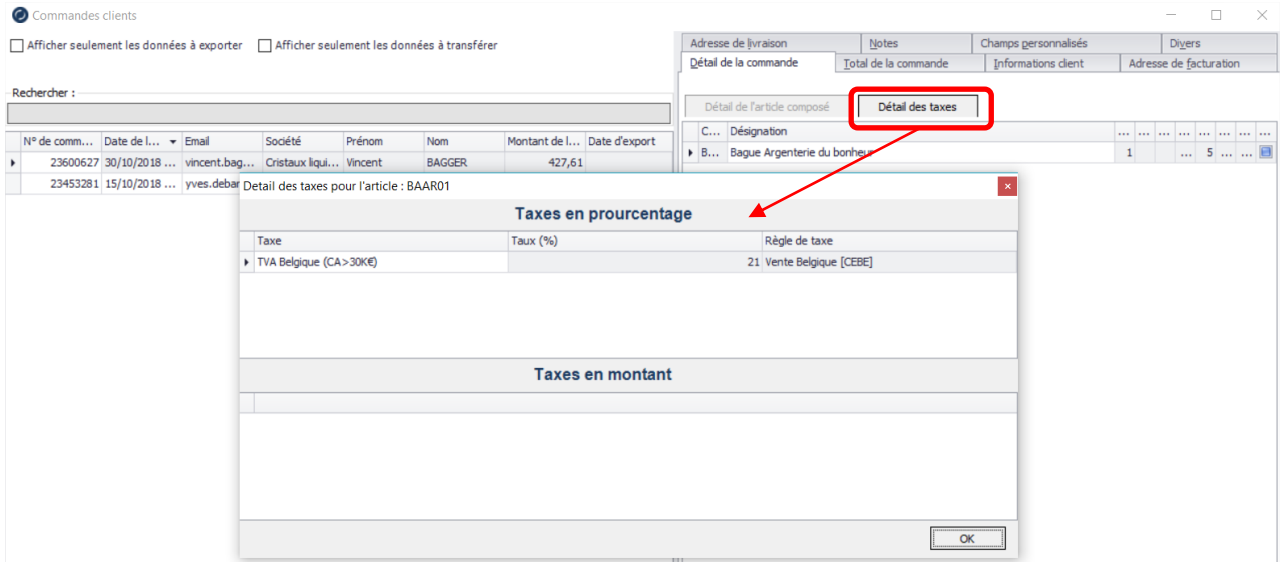 Commandes clients
Afficher seulement les données à exporter Afficher seulement les données à transférer
Rechercher :
N° de comm... Date de l... Email Société Prénom Nom Montant de l... Date d'export
23600627 30/10/2018 ... vincent.bag... Cristaux liqui... Vincent BAGGER 427,61
23453281 15/10/2018 ... yves.debar
Adresse de livraison Notes Champs personnalisés Divers
Détail de la commande Total de la commande Informations client Adresse de facturation
Détail de l'article composé Détail des taxes
C... Désignation ... ... ... ... ... ... ... ...
B... Bague Argenterie du bonheur 1 ... 5 ... ...
Detail des taxes pour l'article : BAAR01
Taxes en prourcentage
Taxe Taux (%) Règle de taxe
TVA Belgique (CA>30K€) 21 Vente Belgique [CEBE]
Taxes en montant
OK